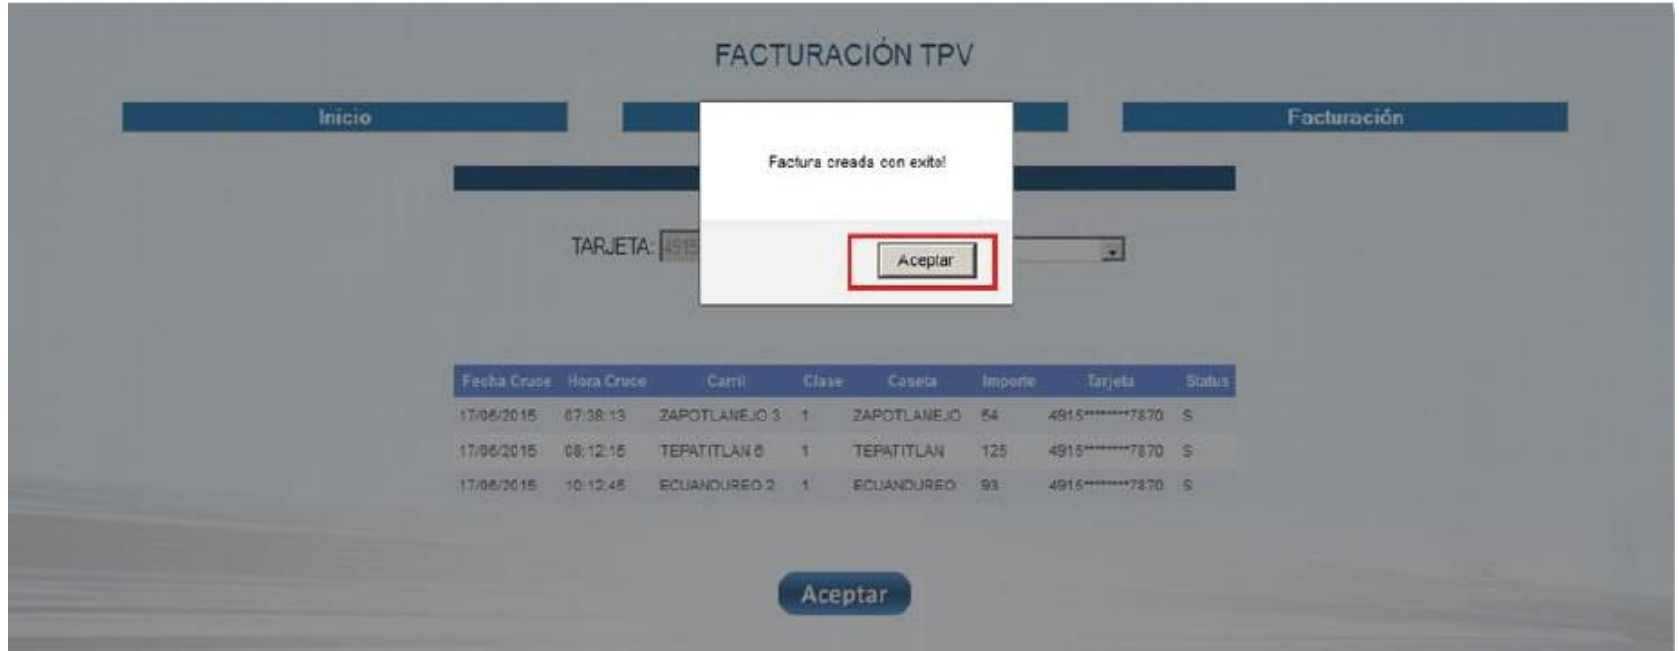 FACTURACIÓN TPV
Inicio
Facturación
Factura creada con exito!
TARJETA: 4915
Aceptar
Fecha Cruce Hora Cruce Carril Clase Caseta Importe Tarjeta Status
17/06/2015 07:38:13 ZAPOTLANEJO 3 1 ZAPOTLANEJO 54 4915********7870 S
17/06/2015 08:12:15 TEPATITLAN 6 1 TEPATITLAN 125 4915********7870 S
17/06/2015 10:12:45 ECUANDUREO 2 1 ECUANDUREO 93 4915********7870 S
Aceptar